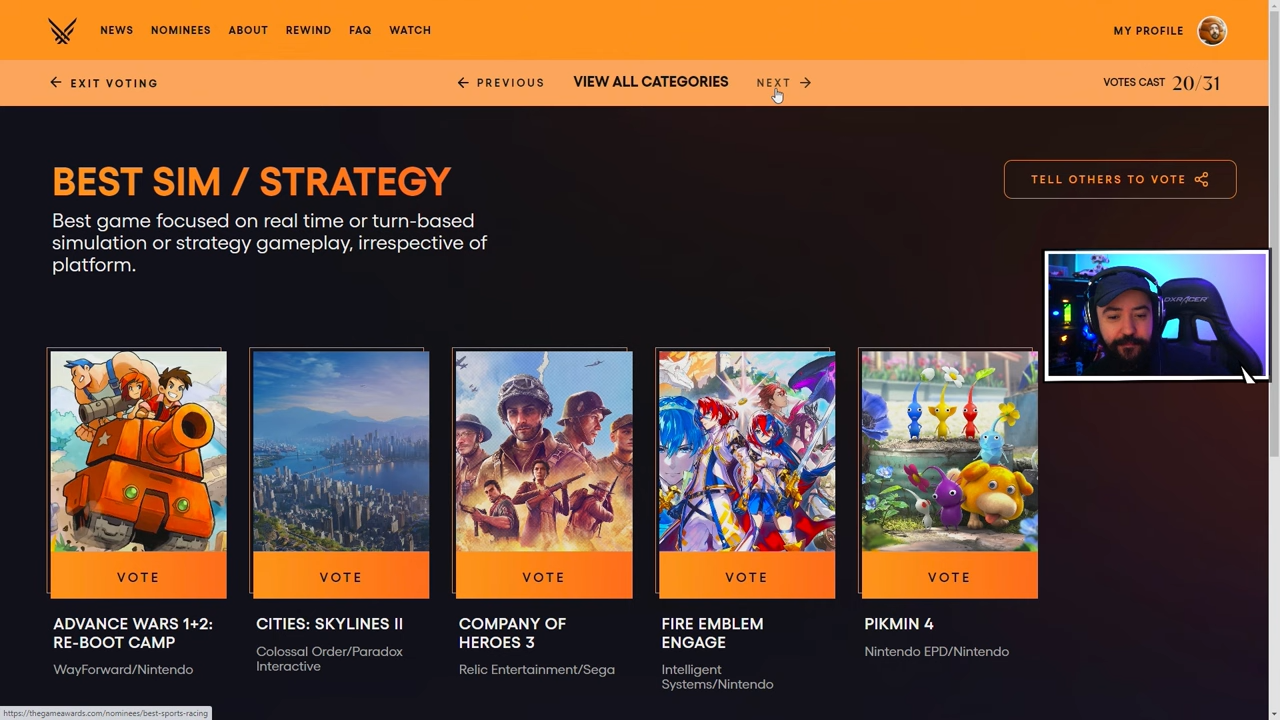 NEWS NOMINEES ABOUT REWIND FAQ WATCH MY PROFILE
EXIT VOTING PREVIOUS VIEW ALL CATEGORIES NEXT VOTES CAST 20/31
BEST SIM / STRATEGY
TELL OTHERS TO VOTE
Best game focused on real time or turn-based
simulation or strategy gameplay, irrespective of
platform.
DXRACER
VOTE VOTE VOTE VOTE VOTE
ADVANCE WARS 1+2:
RE-BOOT CAMP
WayForward/Nintendo
CITIES: SKYLINES II
Colossal Order/Paradox
Interactive
COMPANY OF
HEROES 3
Relic Entertainment/Sega
FIRE EMBLEM
ENGAGE
Intelligent
Systems/Nintendo
PIKMIN 4
Nintendo EPD/Nintendo
https://thegameawards.com/nominees/best-sports-racing